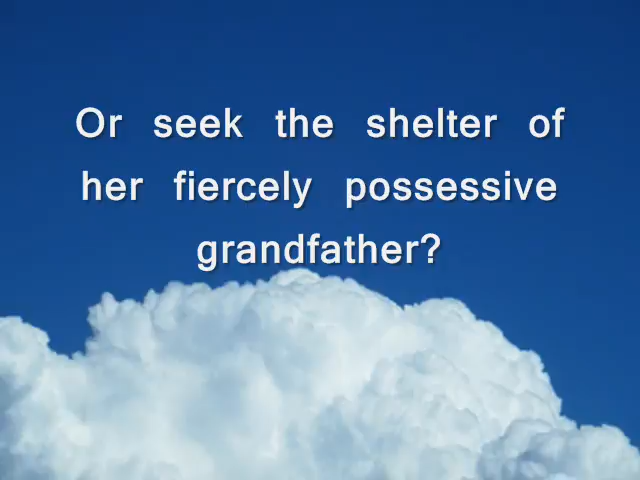 Or seek the shelter of
her fiercely possessive
grandfather?